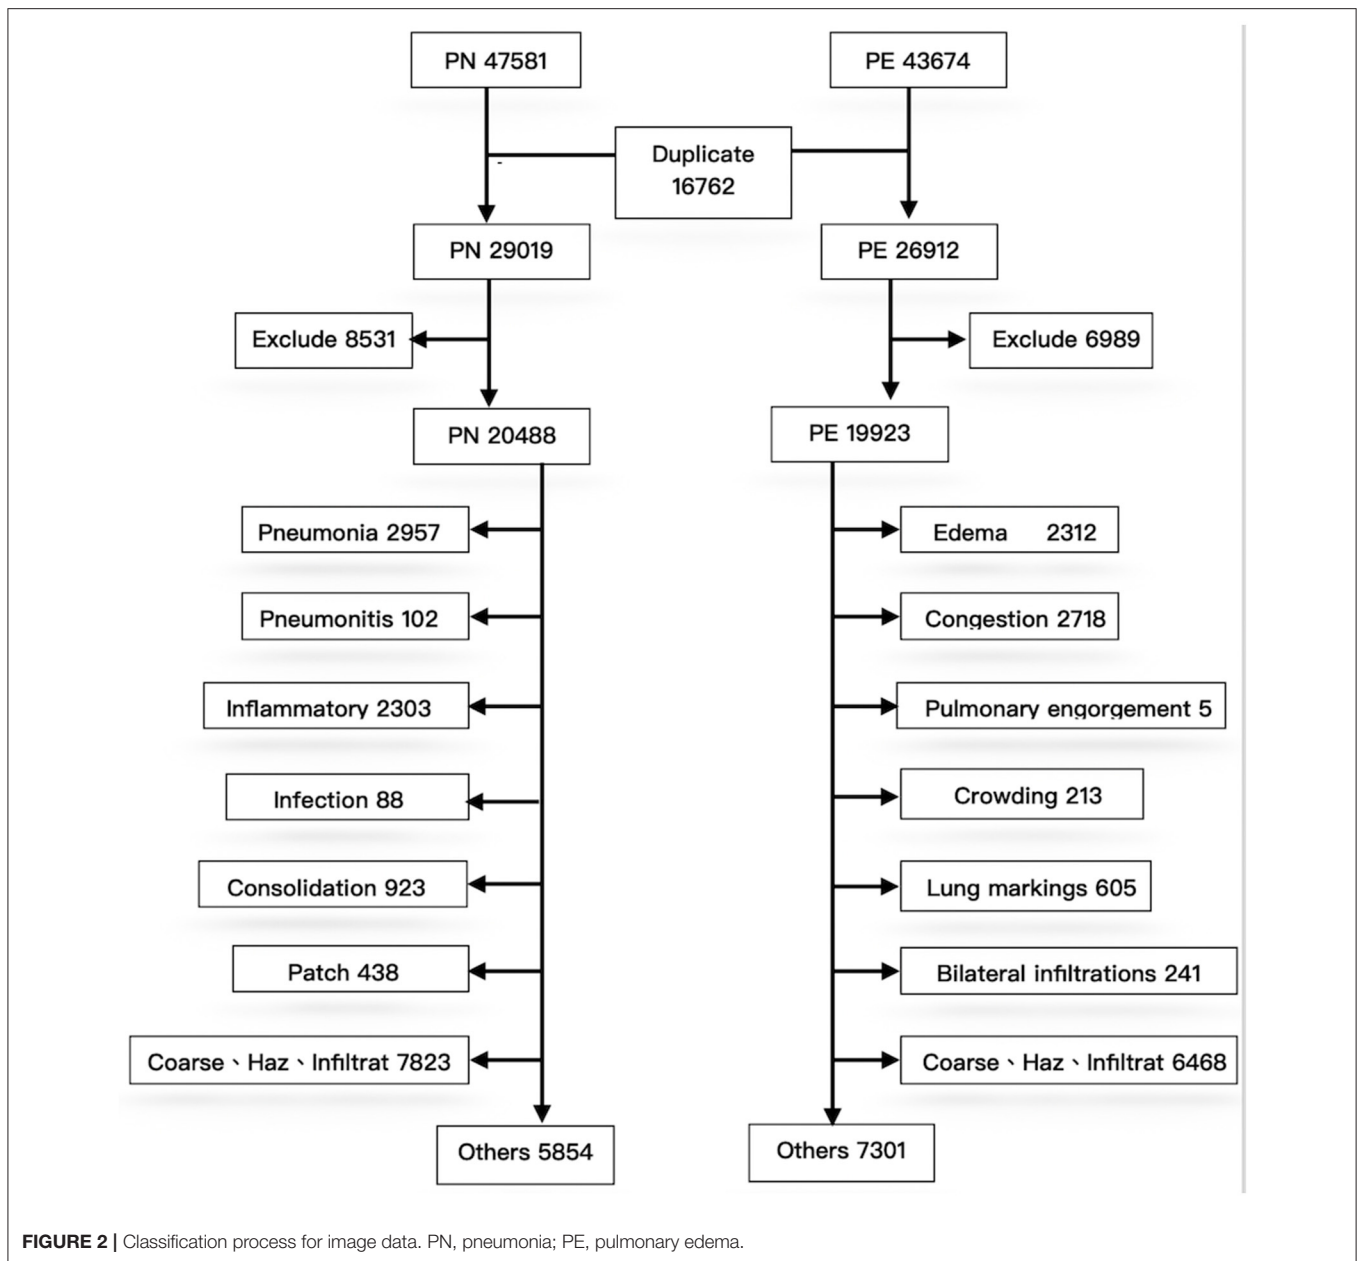 PN 47581
PE 43674
Duplicate
16762
PN 29019
PE 26912
Exclude 8531
Exclude 6989
PN 20488
PE 19923
Pneumonia 2957
Edema 2312
Pneumonitis 102
Congestion 2718
Inflammatory 2303
Pulmonary engorgement 5
Infection 88
Crowding 213
Consolidation 923
Lung markings 605
Patch 438
Bilateral infiltrations 241
Coarse、Haz、Infiltrat 7823
Coarse、Haz、Infiltrat 6468
Others 5854
Others 7301
FIGURE 2 | Classification process for image data. PN, pneumonia; PE, pulmonary edema.